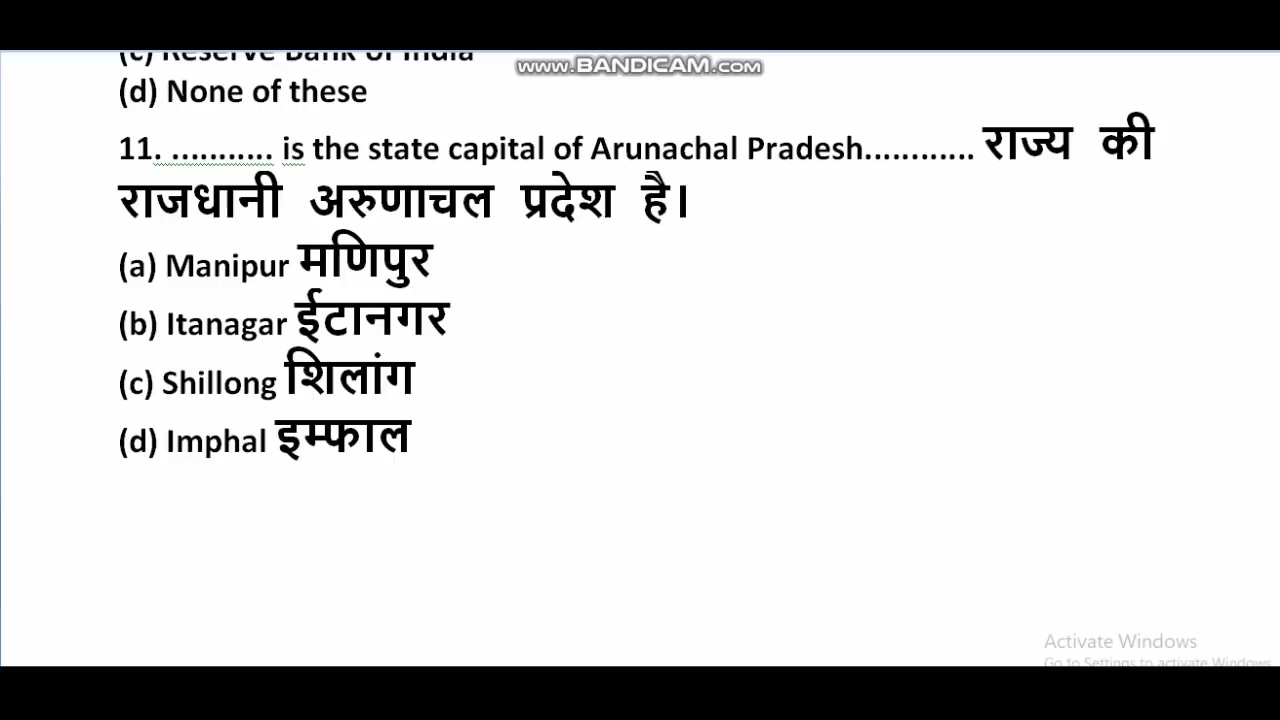 (c) Reserve Bank of India
www.BANDICAM.com
(d) None of these
11. ........... is the state capital of Arunachal Pradesh............ राज्य की
राजधानी अरुणाचल प्रदेश है।
(a) Manipur मणिपुर
(b) Itanagar ईटानगर
(c) Shillong शिलांग
(d) Imphal इम्फाल
Activate Windows
Go to Settings to activate Windows.